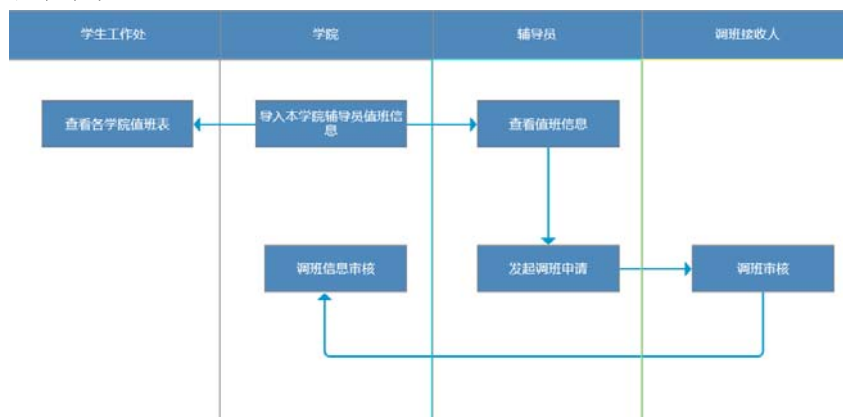 学生工作处
学院
辅导员
调班接收人
查看各学院值班表
导入本学院辅导员值班信
息
查看值班信息
调班信息审核
发起调班申请
调班审核